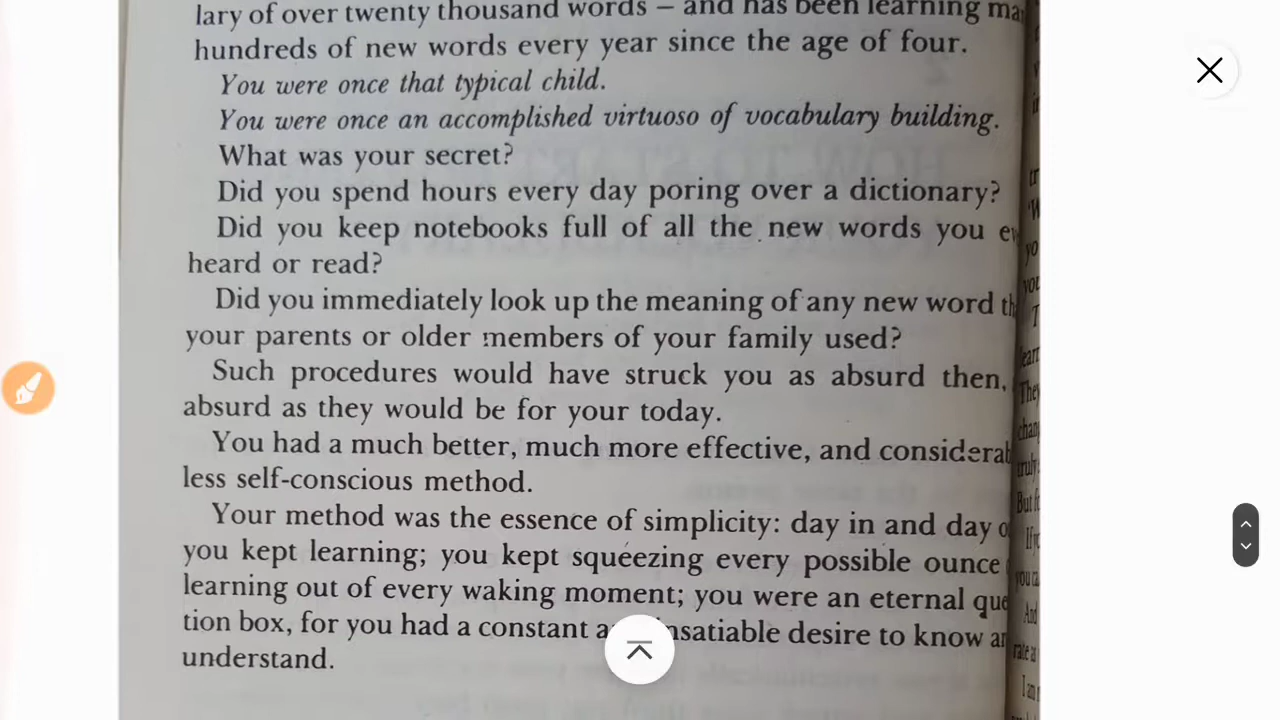 lary of over twenty thousand words – and has been learning
hundreds of new words every year since the age of four.
You were once that typical child.
You were once an accomplished virtuoso of vocabulary building.
What was your secret?
Did you spend hours every day poring over a dictionary?
Did you keep notebooks full of all the new words you
heard or read?
Did you immediately look up the meaning of any new word
your parents or older members of your family used?
Such procedures would have struck you as absurd then,
absurd as they would be for your today.
You had a much better, much more effective, and
less self-conscious method.
Your method was the essence of simplicity: day in and day
you kept learning; you kept squeezing every possible ounce
learning out of every waking moment; you were an eternal
tion box, for you had a constant insatiable desire to know
understand.